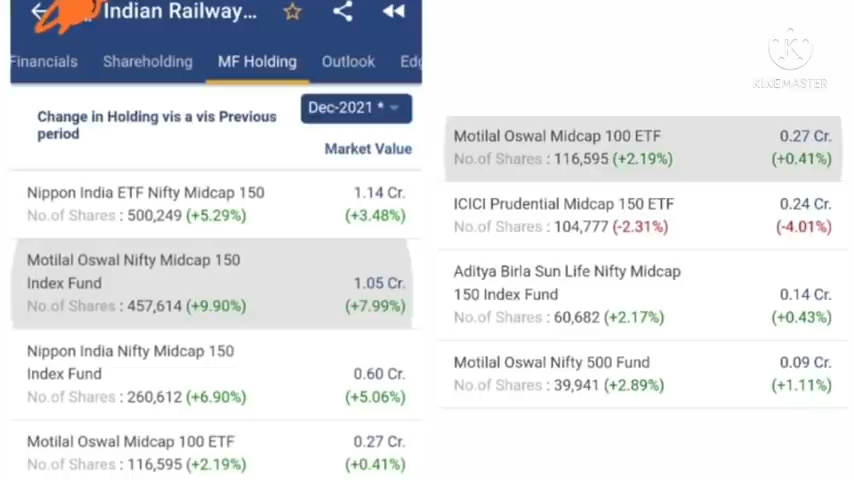 Indian Railway...
Financials Shareholding MF Holding Outlook
Change in Holding vis a vis Previous
period
Dec-2021 *
Market Value
Nippon India ETF Nifty Midcap 150 1.14 Cr.
No.of Shares : 500,249 (+5.29%) (+3.48%)
Motilal Oswal Nifty Midcap 150
Index Fund 1.05 Cr.
No.of Shares : 457,614 (+9.90%) (+7.99%)
Nippon India Nifty Midcap 150
Index Fund 0.60 Cr.
No.of Shares : 260,612 (+6.90%) (+5.06%)
Motilal Oswal Midcap 100 ETF 0.27 Cr.
No.of Shares : 116,595 (+2.19%) (+0.41%)
KINEMASTER
Motilal Oswal Midcap 100 ETF 0.27 Cr.
No.of Shares : 116,595 (+2.19%) (+0.41%)
ICICI Prudential Midcap 150 ETF 0.24 Cr.
No.of Shares : 104,777 (-2.31%) (-4.01%)
Aditya Birla Sun Life Nifty Midcap
150 Index Fund 0.14 Cr.
No.of Shares : 60,682 (+2.17%) (+0.43%)
Motilal Oswal Nifty 500 Fund 0.09 Cr.
No.of Shares : 39,941 (+2.89%) (+1.11%)